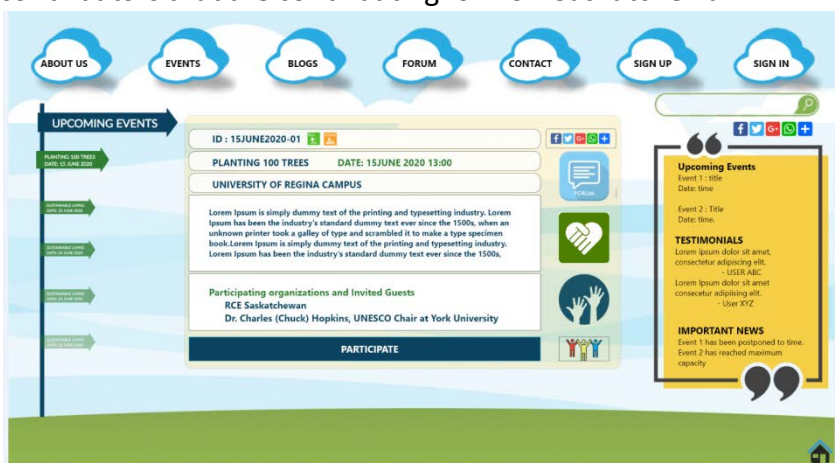 ABOUT US
EVENTS
BLOGS
FORUM
CONTACT
SIGN UP
SIGN IN
UPCOMING EVENTS
PLANTING 100 TREES
DATE: 15 JUNE 2020
ID : 15JUNE2020-01
PLANTING 100 TREES DATE: 15JUNE 2020 13:00
UNIVERSITY OF REGINA CAMPUS
Lorem Ipsum is simply dummy text of the printing and typesetting industry. Lorem
Ipsum has been the industry's standard dummy text ever since the 1500s, when an
unknown printer took a galley of type and scrambled it to make a type specimen
book.Lorem Ipsum is simply dummy text of the printing and typesetting industry.
Lorem Ipsum has been the industry's standard dummy text ever since the 1500s,
Participating organizations and Invited Guests
RCE Saskatchewan
Dr. Charles (Chuck) Hopkins, UNESCO Chair at York University
PARTICIPATE
FORUM
Upcoming Events
Event 1 : title
Date: time
Event 2 : Title
Date: time.
TESTIMONIALS
Lorem ipsum dolor sit amet,
consectetur adipiscing elit.
- USER ABC
Lorem Ipsum dolor sit amet
consecetur adipiising elit.
- User XYZ
IMPORTANT NEWS
Event 1 has been postponed to time.
Event 2 has reached maximum
capacity